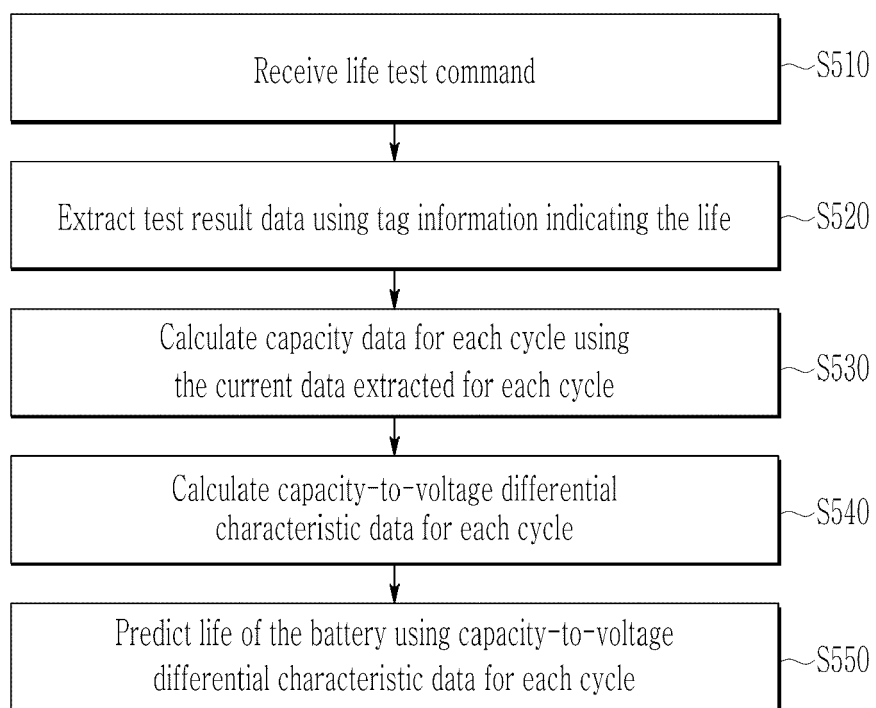 Receive life test command
S510
Extract test result data using tag information indicating the life
S520
Calculate capacity data for each cycle using
the current data extracted for each cycle
S530
Calculate capacity-to-voltage differential
characteristic data for each cycle
S540
Predict life of the battery using capacity-to-voltage
differential characteristic data for each cycle
S550